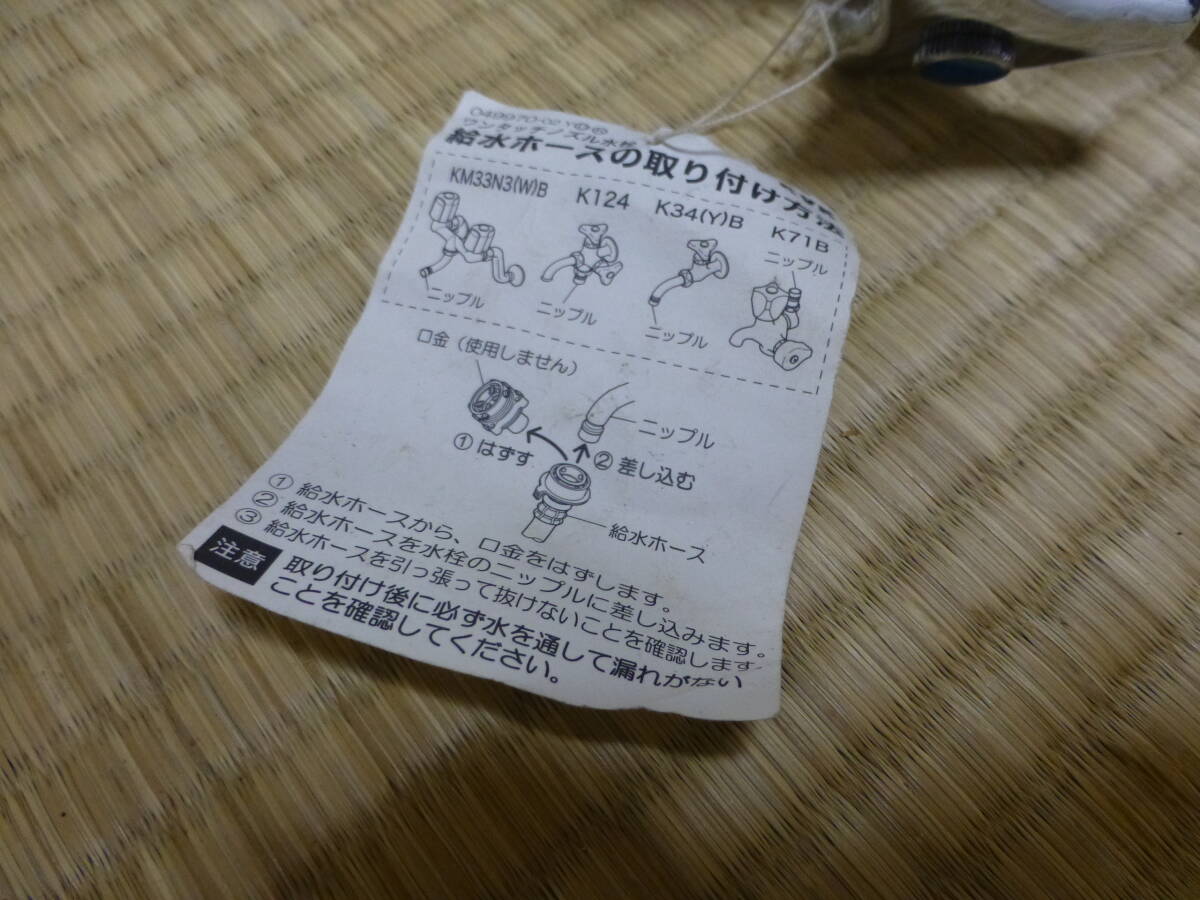 049970-02
ワンタッチノズル水栓
給水ホースの取り付け方法
KM33N3(W)B K124 K34(Y)B K71B
ニップル
ニップル
ニップル
ニップル
口金（使用しません）
ニップル
①はずす
②差し込む
給水ホース
① 給水ホースから、口金をはずします。
② 給水ホースを水栓のニップルに差し込みます。
③ 給水ホースを引っ張って抜けないことを確認します
注意 取り付け後に必ず水を通して漏れがない
ことを確認してください。